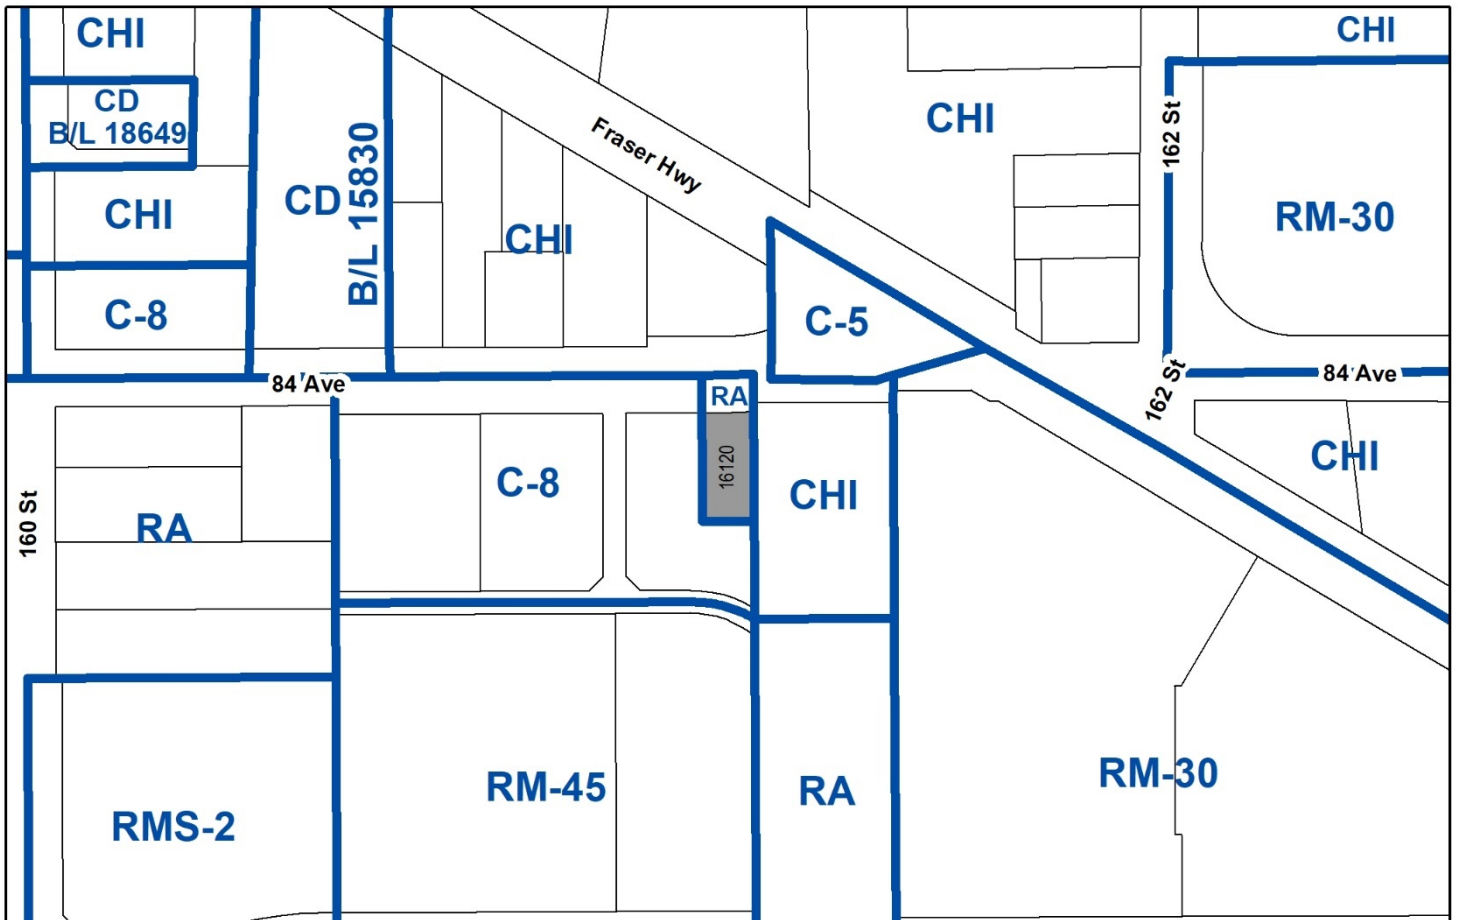 CHI
CHI
CD
B/L 18649
162 St
CHI
Fraser Hwy
CD
B/L 15830
CHI
CHI
RM-30
C-8
C-5
84 Ave
162 St
84 Ave
RA
16120
C-8
CHI
CHI
160 St
RA
RM-45
RA
RM-30
RMS-2